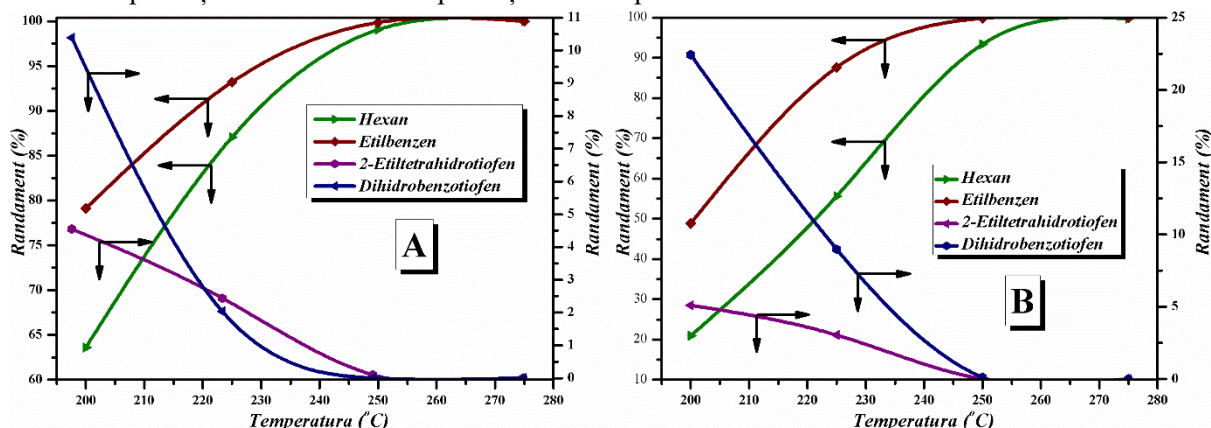 100
95
90
85
80
75
70
65
60
Randament (%)
11
10
9
8
7
6
5
4
3
2
1
0
Randament (%)
Hexan
Etilbenzen
2-Etiltetrahidrotiofen
Dihidrobenzotiofen
A
200 210 220 230 240 250 260 270 280
Temperatura (°C)
100
90
80
70
60
50
40
30
20
10
Randament (%)
25
20
15
10
5
0
Randament (%)
Hexan
Etilbenzen
2-Etiltetrahidrotiofen
Dihidrobenzotiofen
B
200 210 220 230 240 250 260 270 280
Temperatura (°C)